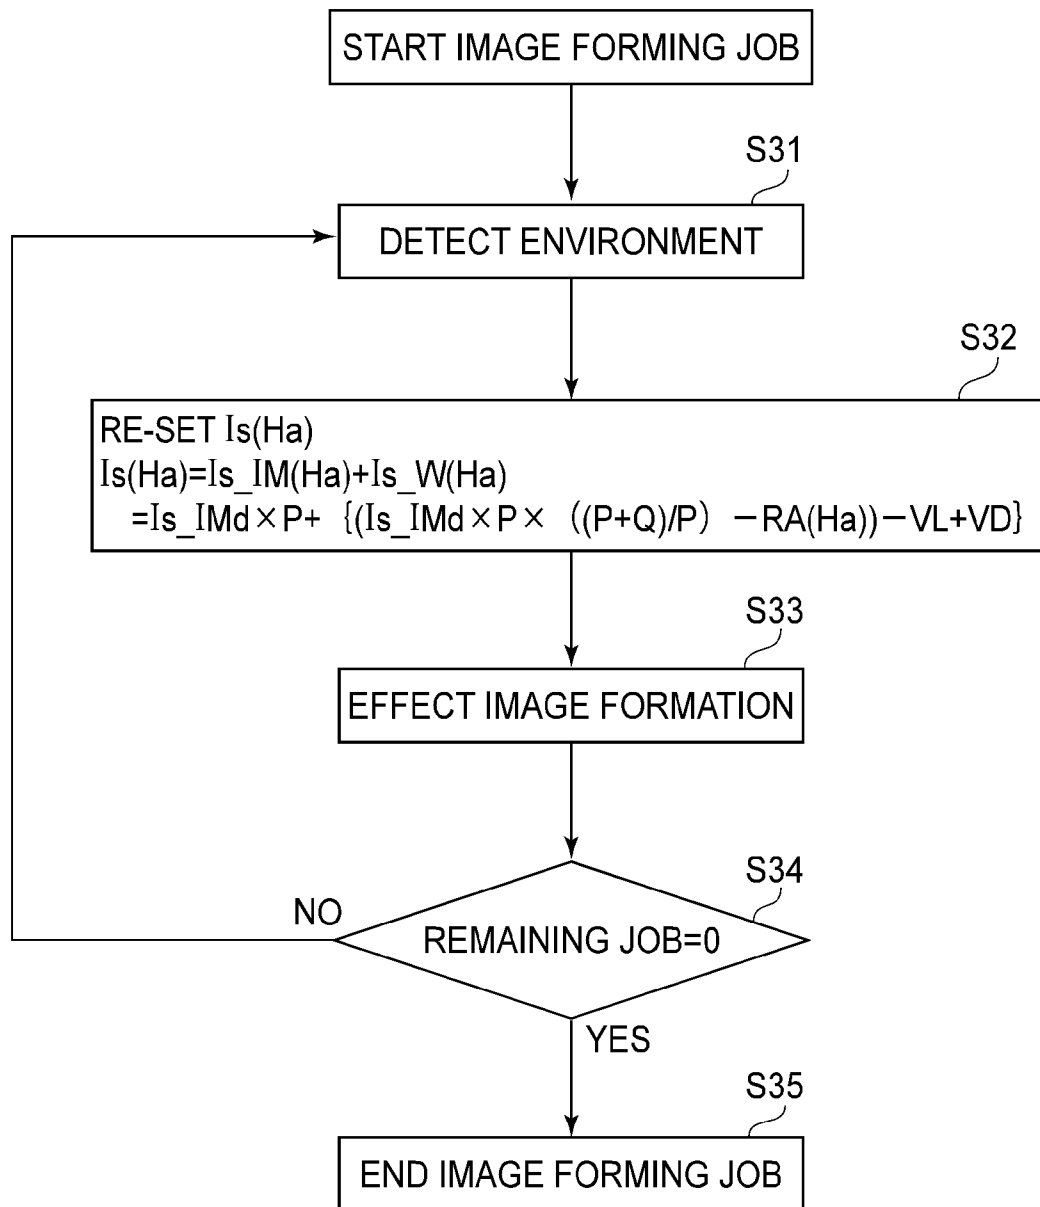 START IMAGE FORMING JOB
S31
DETECT ENVIRONMENT
S32
RE-SET Is(Ha)
Is(Ha)=Is_IM(Ha)+Is_W(Ha)
=Is_IMd×P+ {(Is_IMd×P× ((P+Q)/P) −RA(Ha))−VL+VD}
S33
EFFECT IMAGE FORMATION
S34
NO
REMAINING JOB=0
YES
S35
END IMAGE FORMING JOB